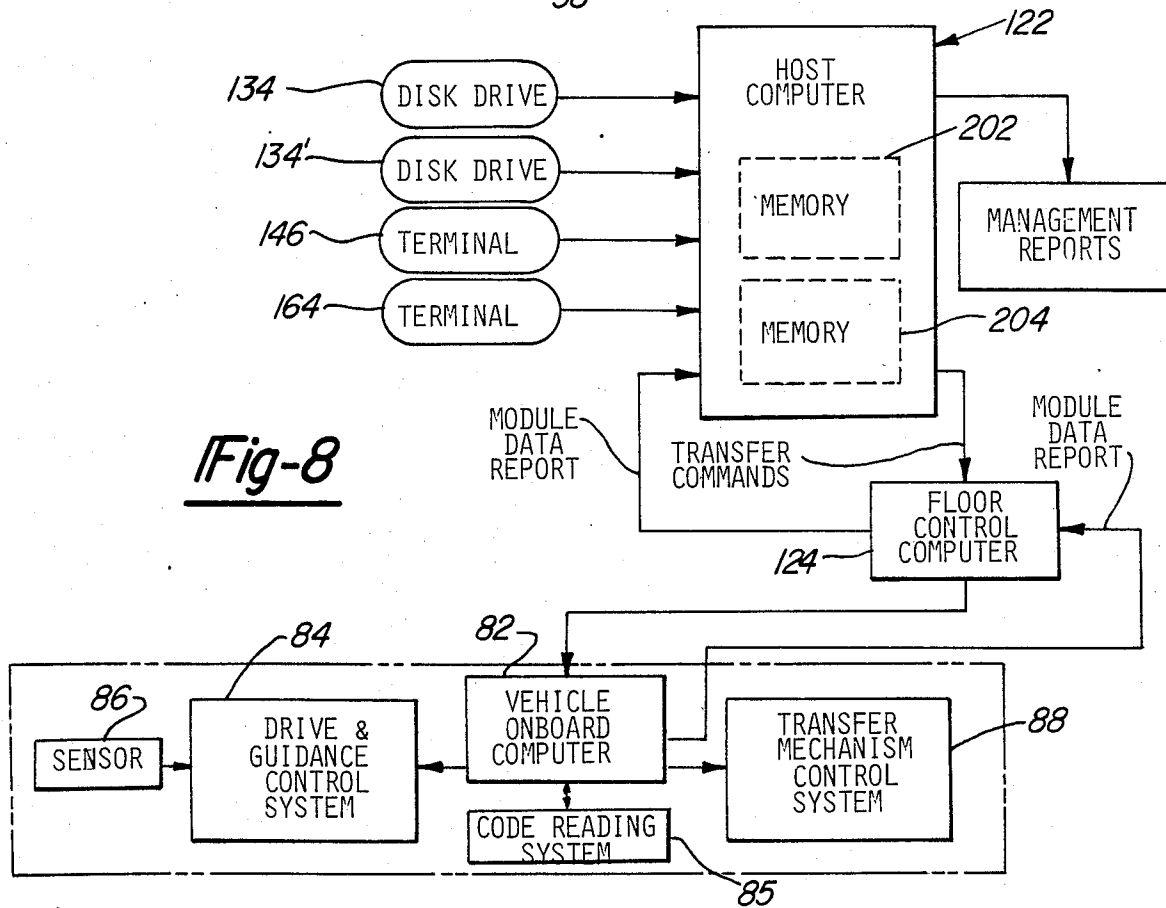 122
HOST
COMPUTER
134
DISK DRIVE
202
134'
DISK DRIVE
MEMORY
MANAGEMENT
REPORTS
146
TERMINAL
164
TERMINAL
MEMORY
204
MODULE
DATA
REPORT
TRANSFER
COMMANDS
MODULE
DATA
REPORT
Fig-8
FLOOR
CONTROL
COMPUTER
124
84
82
86
SENSOR
DRIVE &
GUIDANCE
CONTROL
SYSTEM
VEHICLE
ONBOARD
COMPUTER
TRANSFER
MECHANISM
CONTROL
SYSTEM
88
CODE READING
SYSTEM
85